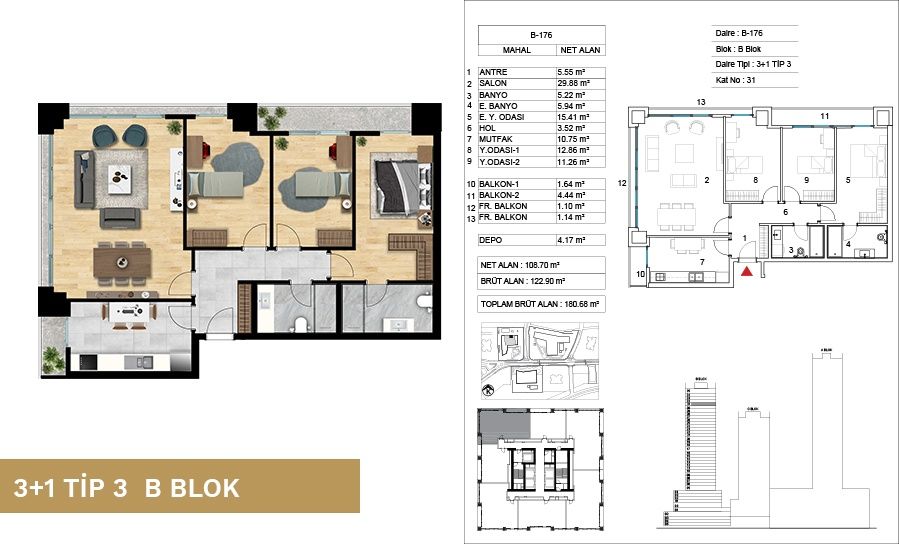 3+1 TİP 3 B BLOK
B-176
MAHAL NET ALAN
1 ANTRE 5.55 m²
2 SALON 29.88 m²
3 BANYO 5.22 m²
4 E. BANYO 5.94 m²
5 E. Y. ODASI 15.41 m²
6 HOL 3.52 m²
7 MUTFAK 10.75 m²
8 Y.ODASI-1 12.86 m²
9 Y.ODASI-2 11.26 m²
10 BALKON-1 1.64 m²
11 BALKON-2 4.44 m²
12 FR. BALKON 1.10 m²
13 FR. BALKON 1.14 m²
DEPO 4.17 m²
NET ALAN : 108.70 m²
BRÜT ALAN : 122.90 m²
TOPLAM BRÜT ALAN : 180.68 m²
Daire : B-176
Blok : B Blok
Daire Tipi : 3+1 TİP 3
Kat No : 31
13
11
12
2
8
9
5
6
1
3
4
7
10
A BLOK
B BLOK
C BLOK